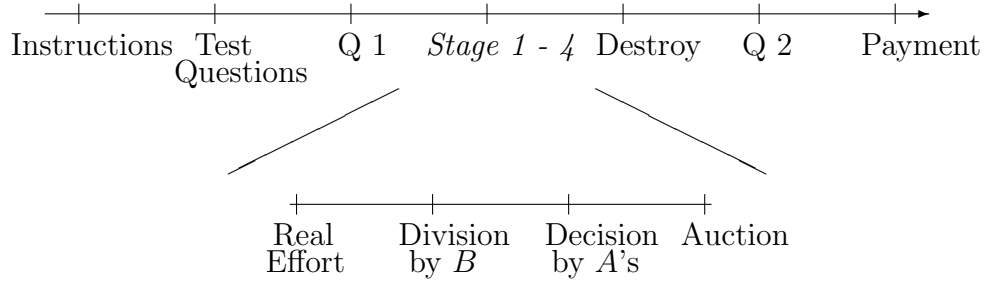 Instructions Test Q 1 Stage 1 - 4 Destroy Q 2 Payment
Questions
Real Division Decision Auction
Effort by B by A's